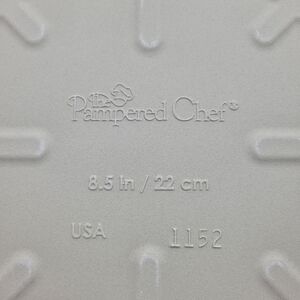 the
Pampered Chef®
8.5 In / 22 cm
USA 1152